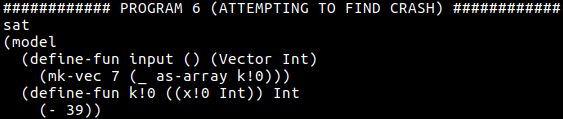 ############ PROGRAM 6 (ATTEMPTING TO FIND CRASH) ############
sat
(model
  (define-fun input () (Vector Int)
    (mk-vec 7 (_ as-array k!0)))
  (define-fun k!0 ((x!0 Int)) Int
    (- 39))